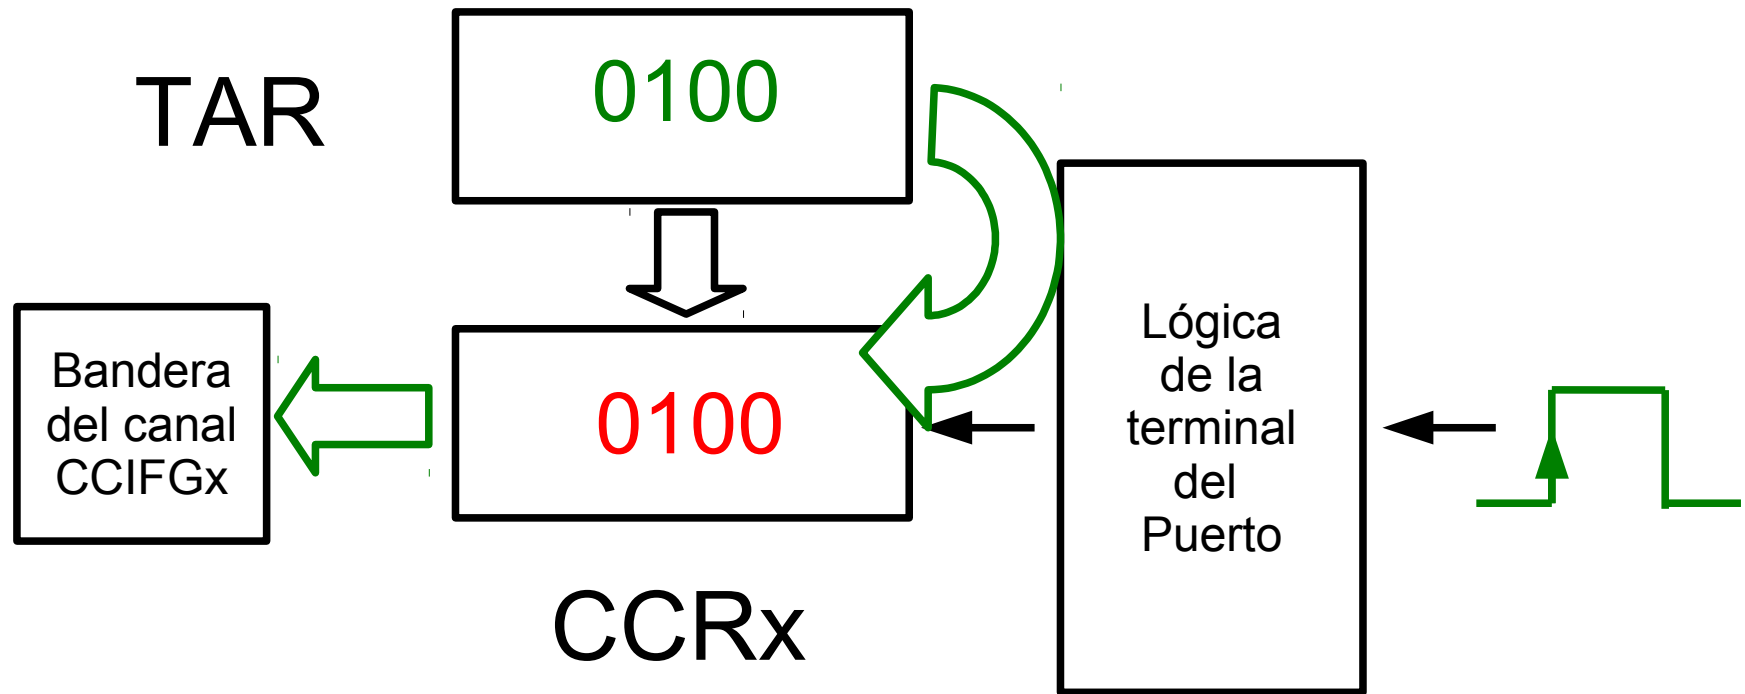 TAR
0100
Bandera
del canal
CCIFGx
0100
CCRx
Lógica
de la
terminal
del
Puerto